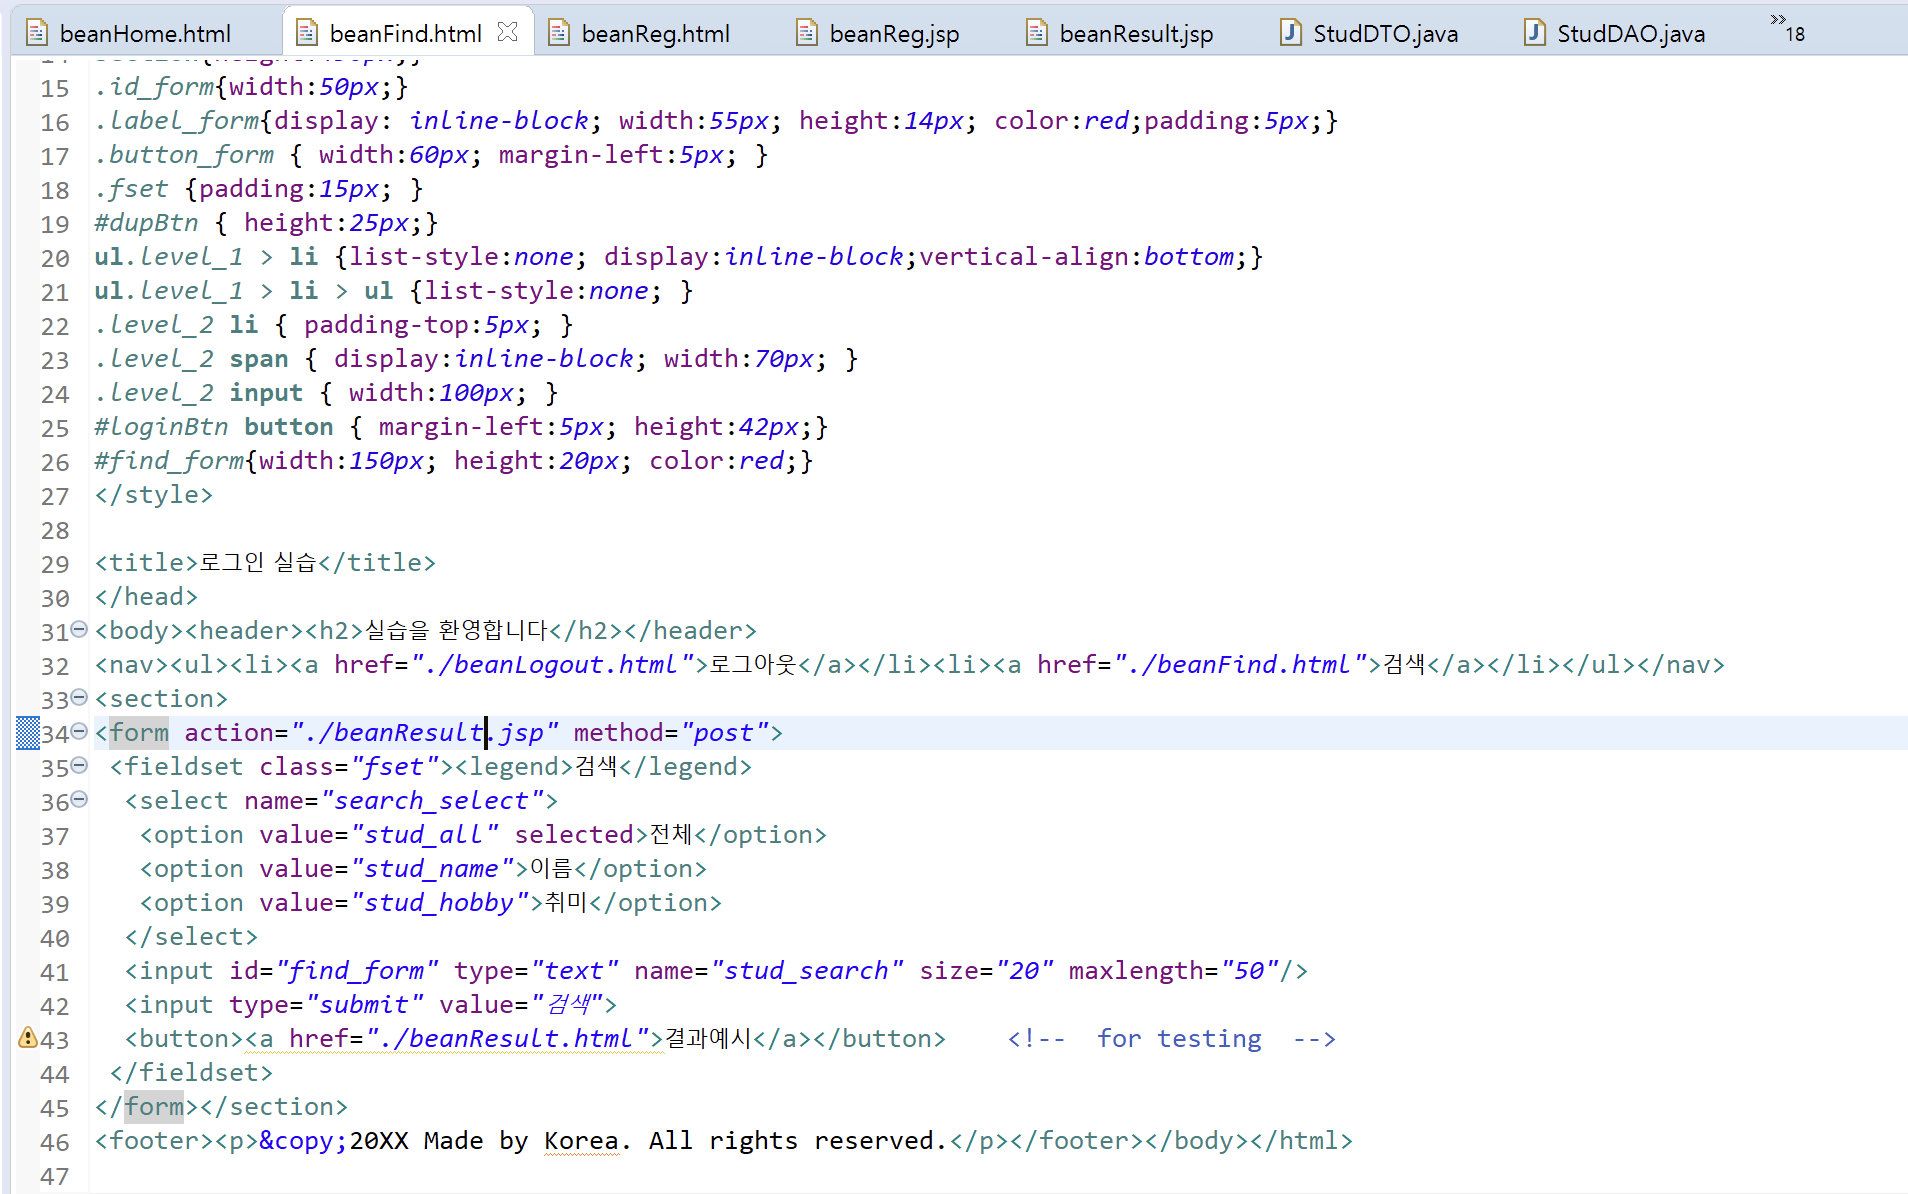 beanHome.html beanFind.html beanReg.html beanReg.jsp beanResult.jsp StudDTO.java StudDAO.java »18
15 .id_form{width:50px;}
16 .label_form{display: inline-block; width:55px; height:14px; color:red;padding:5px;}
17 .button_form { width:60px; margin-left:5px; }
18 .fset {padding:15px; }
19 #dupBtn { height:25px;}
20 ul.level_1 > li {list-style:none; display:inline-block;vertical-align:bottom;}
21 ul.level_1 > li > ul {list-style:none; }
22 .level_2 li { padding-top:5px; }
23 .level_2 span { display:inline-block; width:70px; }
24 .level_2 input { width:100px; }
25 #loginBtn button { margin-left:5px; height:42px;}
26 #find_form{width:150px; height:20px; color:red;}
27 </style>
28
29 <title>로그인 실습</title>
30 </head>
31 <body><header><h2>실습을 환영합니다</h2></header>
32 <nav><ul><li><a href="./beanLogout.html">로그아웃</a></li><li><a href="./beanFind.html">검색</a></li></ul></nav>
33 <section>
34 <form action="./beanResult.jsp" method="post">
35 <fieldset class="fset"><legend>검색</legend>
36 <select name="search_select">
37 <option value="stud_all" selected>전체</option>
38 <option value="stud_name">이름</option>
39 <option value="stud_hobby">취미</option>
40 </select>
41 <input id="find_form" type="text" name="stud_search" size="20" maxlength="50"/>
42 <input type="submit" value="검색">
43 <button><a href="./beanResult.html">결과예시</a></button> <!-- for testing -->
44 </fieldset>
45 </form></section>
46 <footer><p>&copy;20XX Made by Korea. All rights reserved.</p></footer></body></html>
47